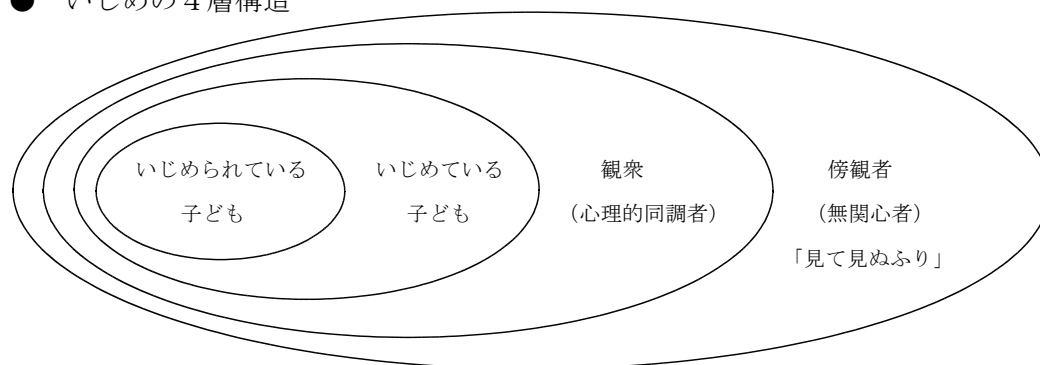 ● いじめの４層構造
いじめられている
子ども
いじめている
子ども
観衆
（心理的同調者）
傍観者
（無関心者）
「見て見ぬふり」